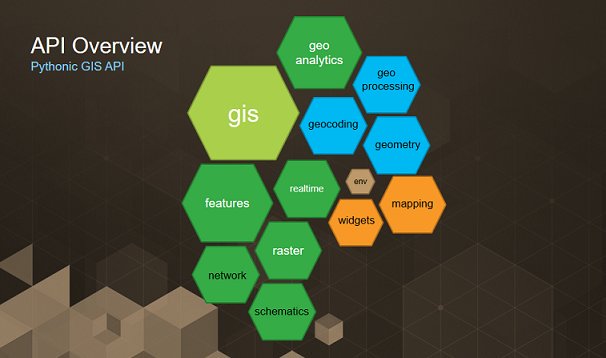 API Overview
Pythonic GIS API
geo
analytics
geo
processing
gis
geocoding
geometry
env
realtime
features
mapping
widgets
raster
network
schematics